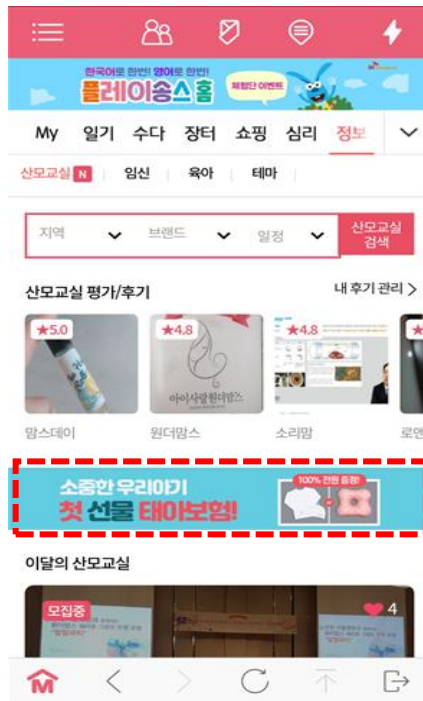 한국어로 한번! 영어로 한번!
플레이송스 홈
체험단 이벤트
My 일기 수다 장터 쇼핑 심리 정보
산모교실 N 임신 육아 테마
지역 브랜드 일정 산모교실
검색
산모교실 평가/후기 내 후기 관리 >
★5.0 ★4.8 ★4.8 ★
아이사랑원더맘스
맘스데이 원더맘스 소리맘 로앤
소중한 우리아기
첫 선물 태아보험!
100% 전원 증정!
이달의 산모교실
모집중 4
M